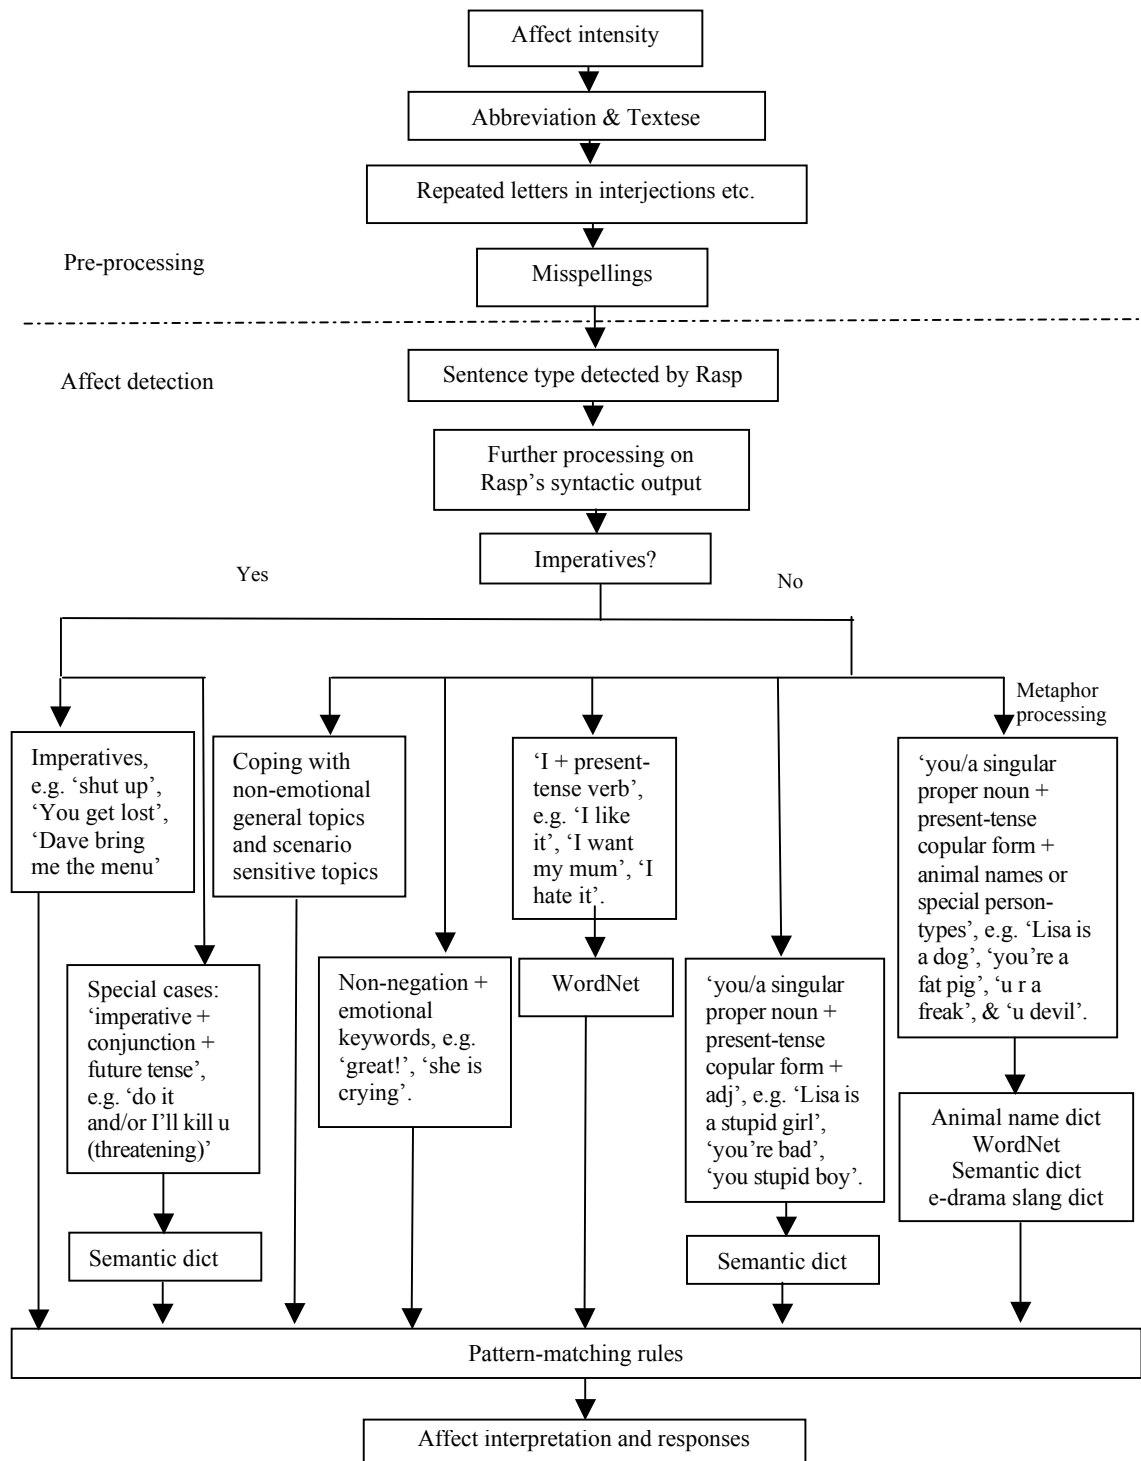 Affect intensity
Abbreviation & Textese
Repeated letters in interjections etc.
Pre-processing
Misspellings
Affect detection
Sentence type detected by Rasp
Further processing on
Rasp’s syntactic output
Imperatives?
Yes
No
Metaphor
processing
Imperatives,
e.g. ‘shut up’,
‘You get lost’,
‘Dave bring
me the menu’
Coping with
non-emotional
general topics
and scenario
sensitive topics
‘I + present-
tense verb’,
e.g. ‘I like
it’, ‘I want
my mum’, ‘I
hate it’.
‘you/a singular
proper noun +
present-tense
copular form +
animal names or
special person-
types’, e.g. ‘Lisa is
a dog’, ‘you’re a
fat pig’, ‘u r a
freak’, & ‘u devil’.
Special cases:
‘imperative +
conjunction +
future tense’,
e.g. ‘do it
and/or I’ll kill u
(threatening)’
Non-negation +
emotional
keywords, e.g.
‘great!’, ‘she is
crying’.
WordNet
‘you/a singular
proper noun +
present-tense
copular form +
adj’, e.g. ‘Lisa is
a stupid girl’,
‘you’re bad’,
‘you stupid boy’.
Animal name dict
WordNet
Semantic dict
e-drama slang dict
Semantic dict
Semantic dict
Pattern-matching rules
Affect interpretation and responses